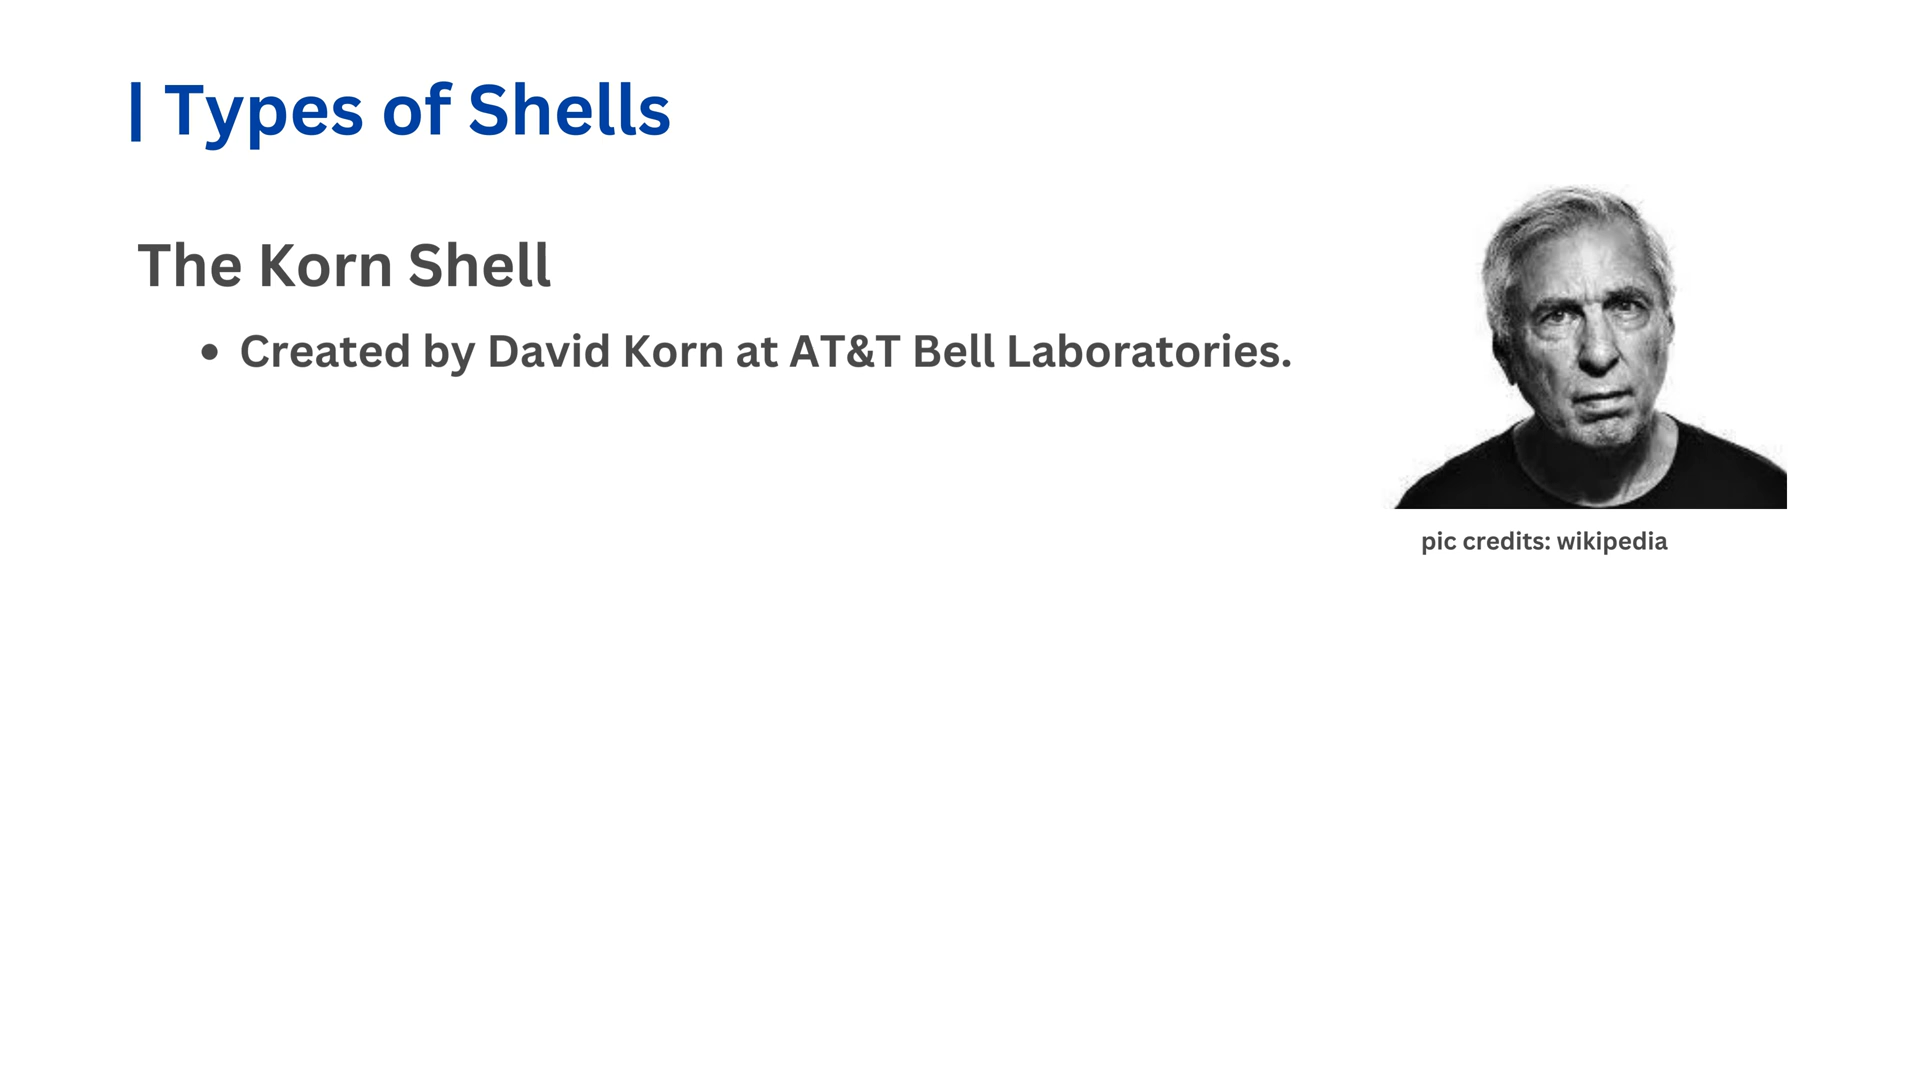 | Types of Shells
The Korn Shell
• Created by David Korn at AT&T Bell Laboratories.
pic credits: wikipedia